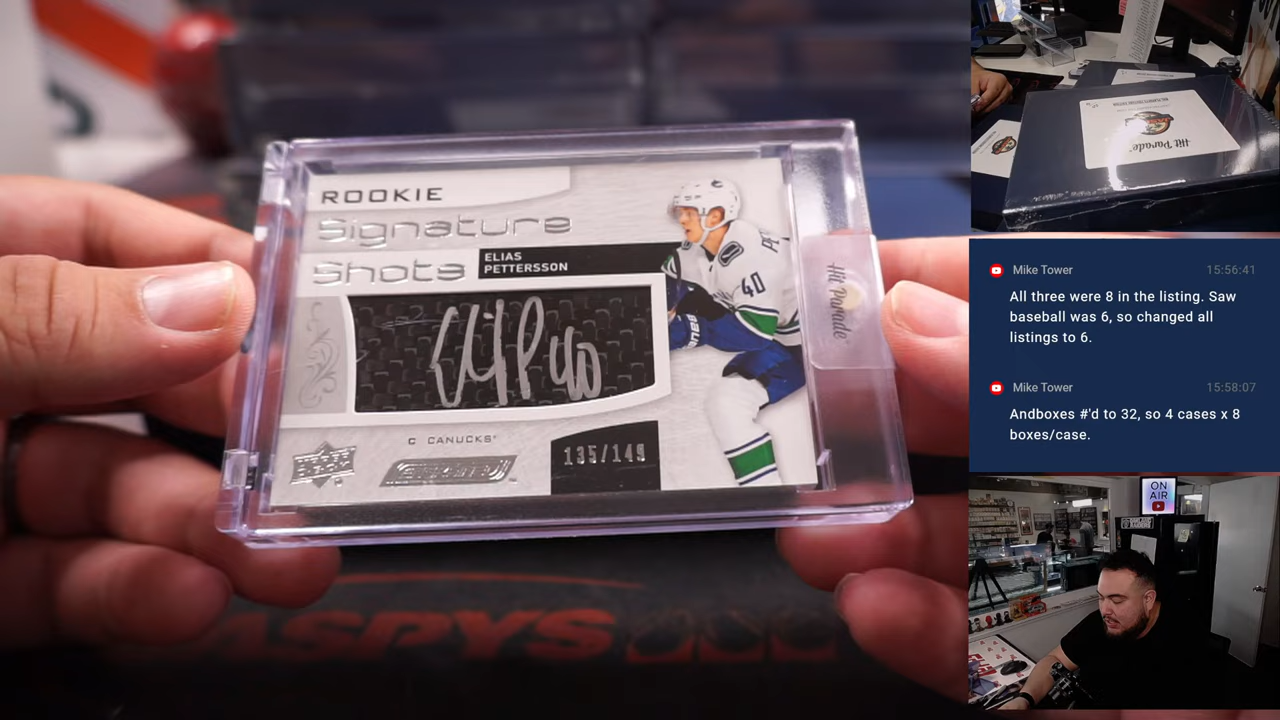 ROOKIE
Signature
Shots
ELIAS
PETTERSSON
40
C CANUCKS
135/149
Hit Parade
ASPYS
Hit Parade
Mike Tower 15:56:41
All three were 8 in the listing. Saw
baseball was 6, so changed all
listings to 6.
Mike Tower 15:58:07
Andboxes #'d to 32, so 4 cases x 8
boxes/case.
ON
AIR